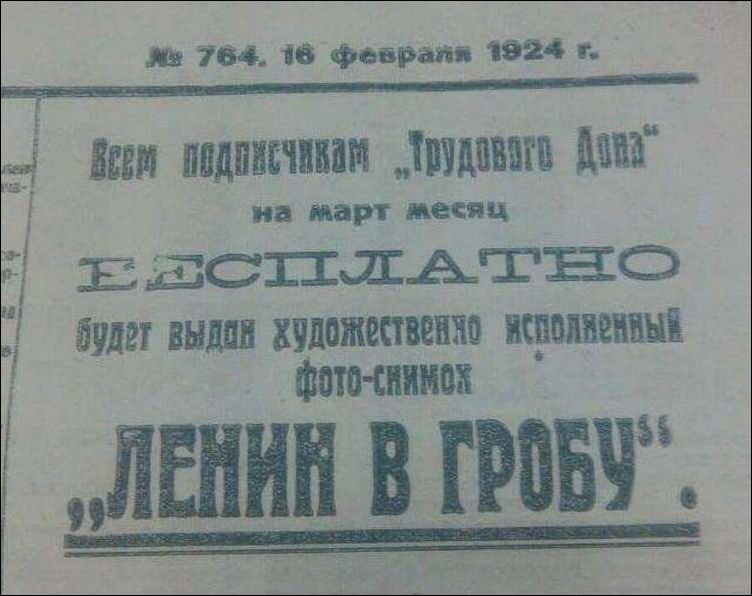 № 764. 16 февраля 1924 г.
Всем подписчикам „Трудового Дона“
на март месяц
БЕСПЛАТНО
будет выдан художественно исполненный
фото-снимок
„ЛЕНИН В ГРОБУ“.